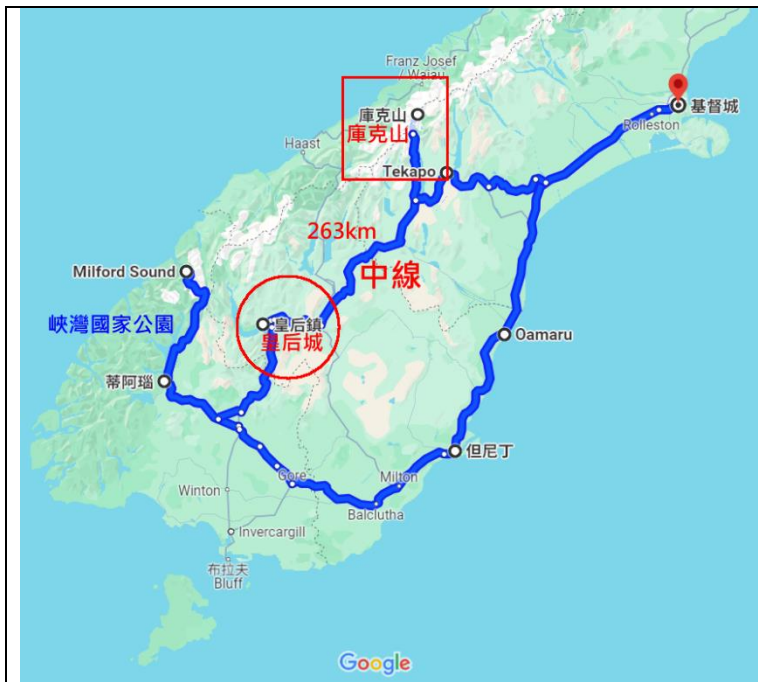 Franz Josef
/ Waiau
庫克山
庫克山
基督城
Rolleston
Haast
Tekapo
263km
中線
Milford Sound
峽灣國家公園
皇后鎮
皇后城
Oamaru
蒂阿瑙
但尼丁
Gore
Milton
Winton
Balclutha
Invercargill
布拉夫
Bluff
Google